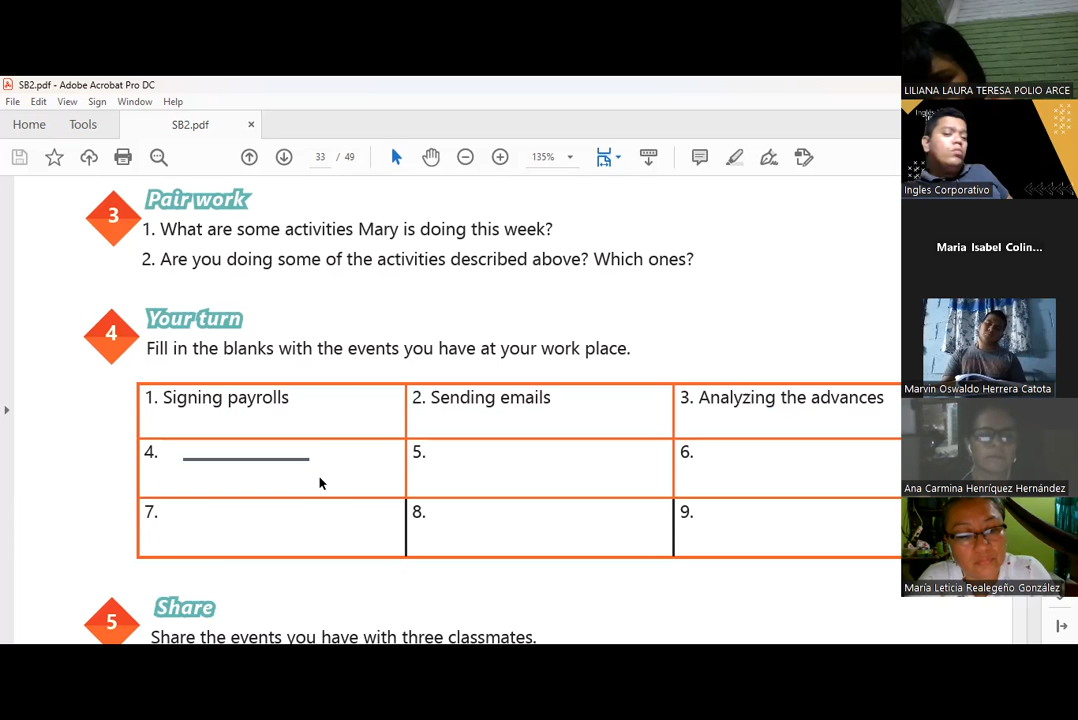 SB2.pdf - Adobe Acrobat Pro DC
File Edit View Sign Window Help
Home Tools SB2.pdf ×
33 / 49 135%
3 Pair work
1. What are some activities Mary is doing this week?
2. Are you doing some of the activities described above? Which ones?
4 Your turn
Fill in the blanks with the events you have at your work place.
1. Signing payrolls 2. Sending emails 3. Analyzing the advances
4. 5. 6.
7. 8. 9.
5 Share
Share the events you have with three classmates.
LILIANA LAURA TERESA POLIO ARCE
Ingles Corporativo
Maria Isabel Colin...
Marvin Oswaldo Herrera Catota
Ana Carmina Henríquez Hernández
María Leticia Realegeño González